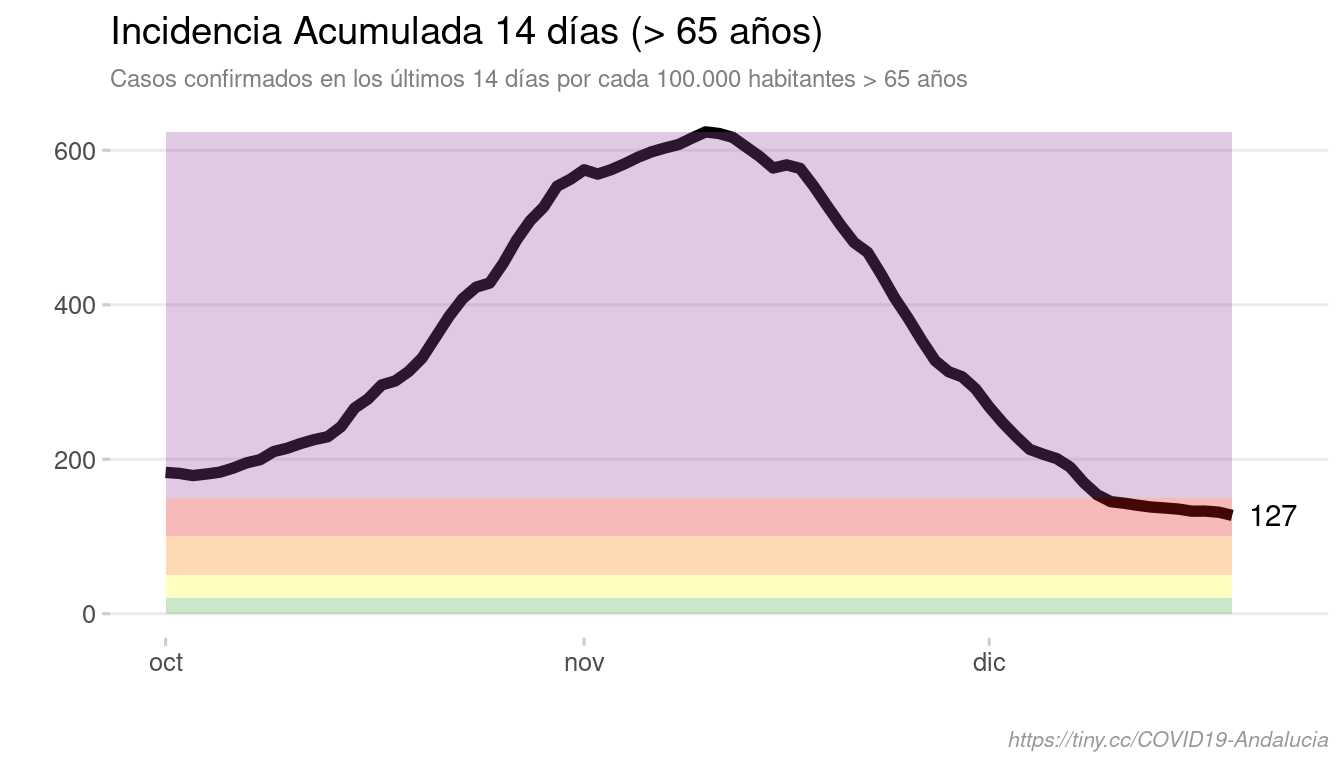 Incidencia Acumulada 14 días (> 65 años)
Casos confirmados en los últimos 14 días por cada 100.000 habitantes > 65 años
600
400
200
127
0
oct nov dic
https://tiny.cc/COVID19-Andalucia